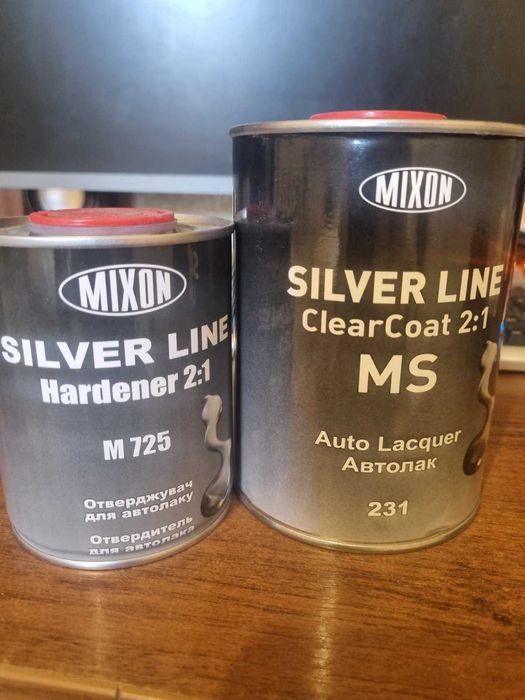 MIXON
SILVER LINE
Hardener 2:1
M 725
Отверджувач
для автолаку
Отвердитель
для автолака
MIXON
SILVER LINE
ClearCoat 2:1
MS
Auto Lacquer
Автолак
231